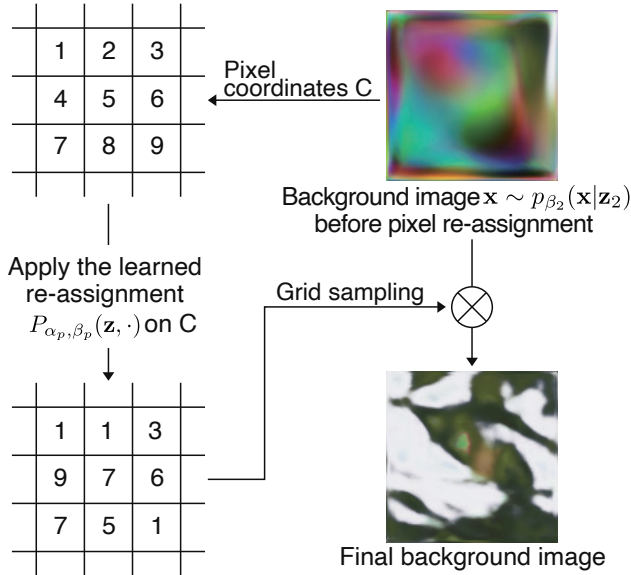 1 2 3
4 5 6
7 8 9
Pixel
coordinates C
Background image x ∼ p_{β_2}(x|z_2)
before pixel re-assignment
Apply the learned
re-assignment
P_{α_p,β_p}(z, ·) on C
Grid sampling
1 1 3
9 7 6
7 5 1
Final background image